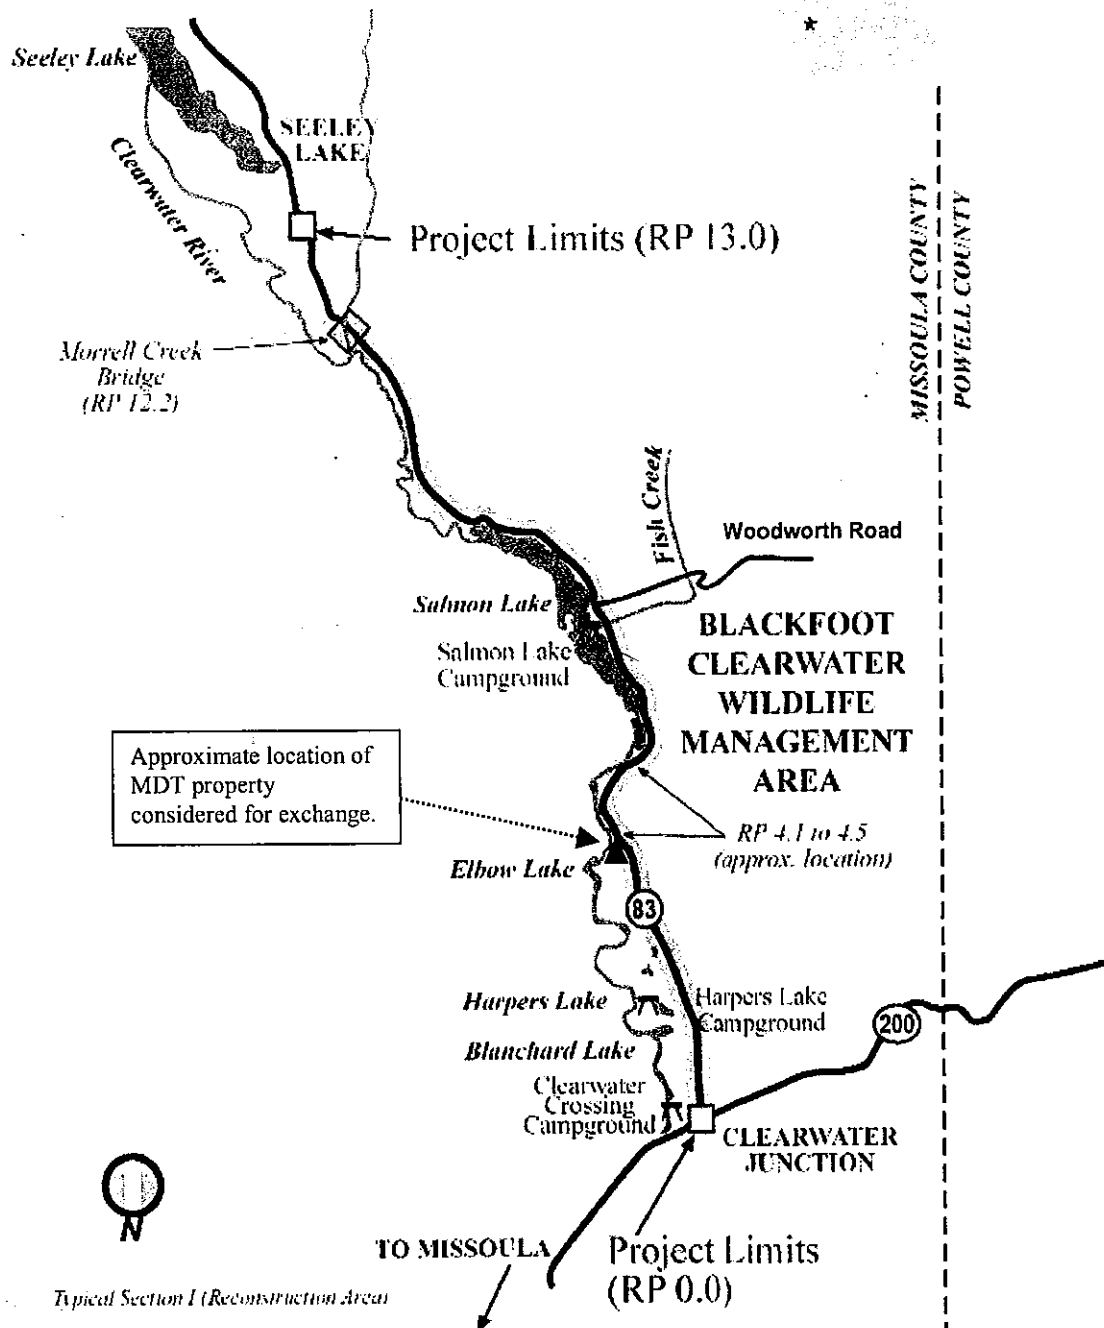 Seeley Lake
SEELEY
LAKE
Clearwater River
Project Limits (RP 13.0)
MISSOULA COUNTY
POWELL COUNTY
Morrell Creek
Bridge
(RP 12.2)
Fish Creek
Woodworth Road
Salmon Lake
Salmon Lake
Campground
BLACKFOOT
CLEARWATER
WILDLIFE
MANAGEMENT
AREA
Approximate location of
MDT property
considered for exchange.
RP 4.1 to 4.5
(approx. location)
Elbow Lake
83
Harpers Lake
Harpers Lake
Campground
200
Blanchard Lake
Clearwater
Crossing
Campground
CLEARWATER
JUNCTION
N
TO MISSOULA
Project Limits
(RP 0.0)
Typical Section I (Reconstruction Area)